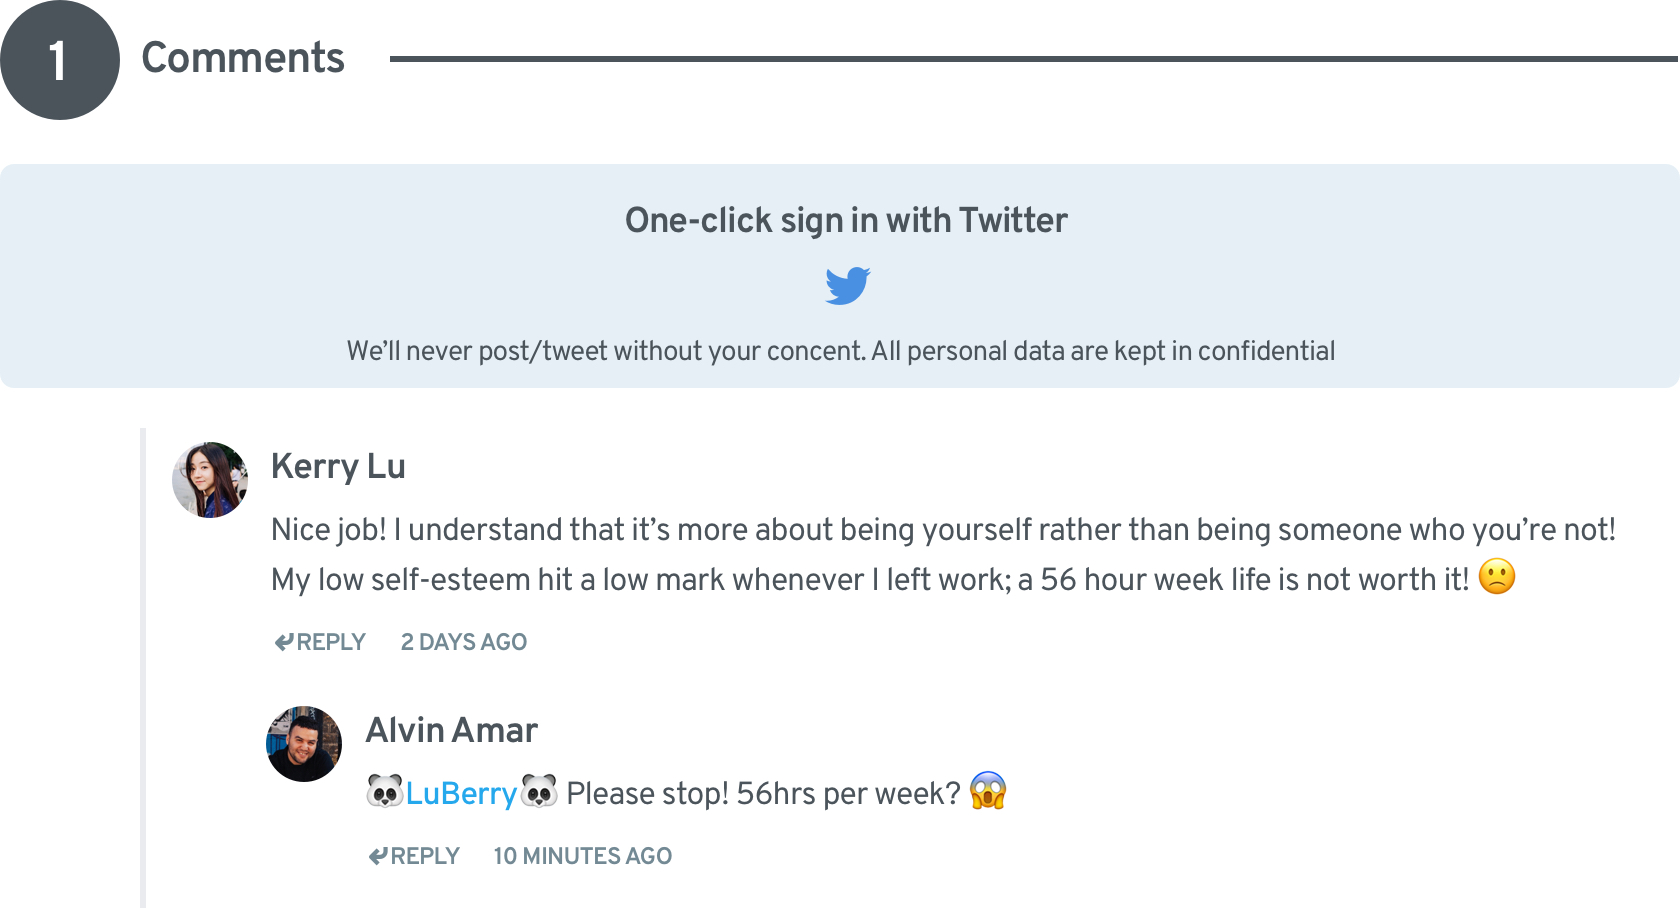 1 Comments
One-click sign in with Twitter
We’ll never post/tweet without your concent. All personal data are kept in confidential
Kerry Lu
Nice job! I understand that it’s more about being yourself rather than being someone who you’re not!
My low self-esteem hit a low mark whenever I left work; a 56 hour week life is not worth it! 🙁
REPLY 2 DAYS AGO
Alvin Amar
🐼LuBerry🐼 Please stop! 56hrs per week? 😱
REPLY 10 MINUTES AGO